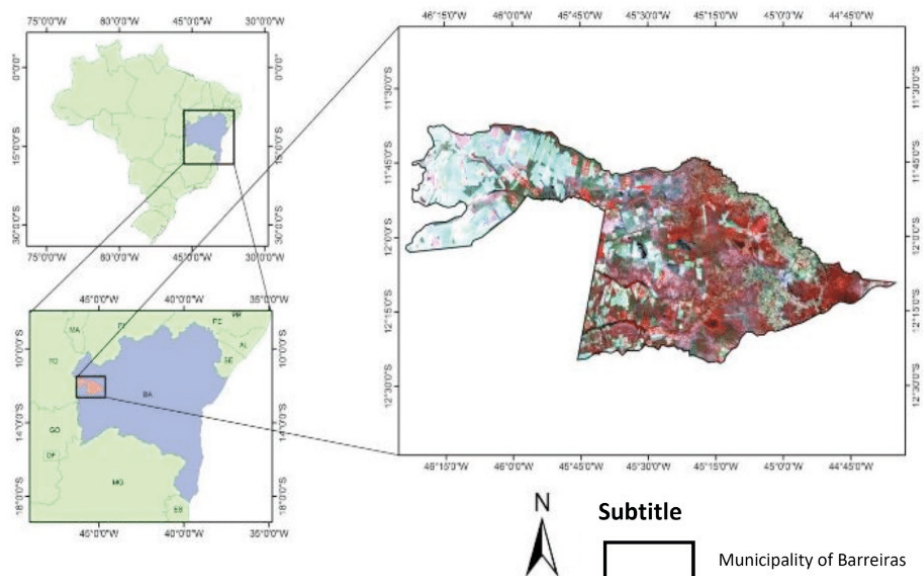 75°0'0"W 60°0'0"W 45°0'0"W 30°0'0"W
0°0'0" 0°0'0"
15°0'0"S 15°0'0"S
30°0'0"S 30°0'0"S
75°0'0"W 60°0'0"W 45°0'0"W 30°0'0"W
46°15'0"W 46°0'0"W 45°45'0"W 45°30'0"W 45°15'0"W 45°0'0"W 44°45'0"W
11°30'0"S 11°30'0"S
11°45'0"S 11°45'0"S
12°0'0"S 12°0'0"S
12°15'0"S 12°15'0"S
12°30'0"S 12°30'0"S
46°15'0"W 46°0'0"W 45°45'0"W 45°30'0"W 45°15'0"W 45°0'0"W 44°45'0"W
45°0'0"W 40°0'0"W 35°0'0"W
MA PE
AL
10°0'0"S TO SE 10°0'0"S
BA
14°0'0"S GO 14°0'0"S
DF
MG
18°0'0"S ES 18°0'0"S
45°0'0"W 40°0'0"W 35°0'0"W
N
Subtitle
Municipality of Barreiras